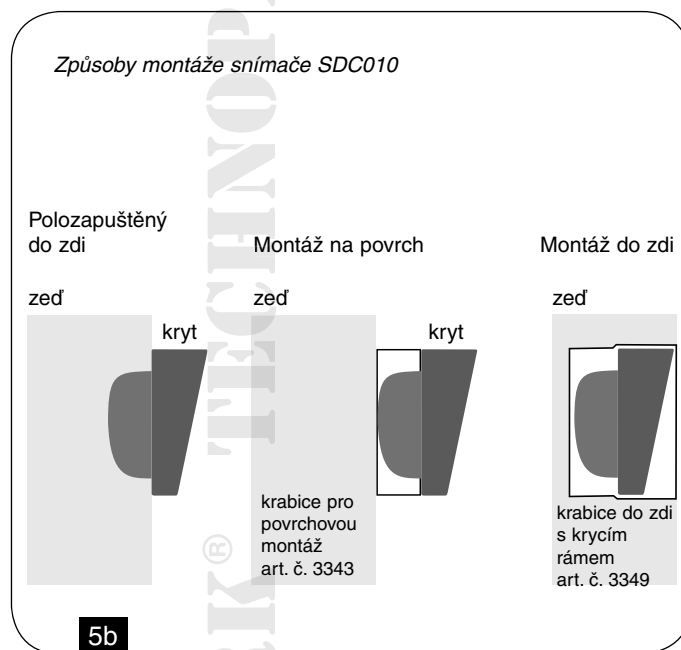 Způsoby montáže snímače SDC010
Polozapuštěný
do zdi
Montáž na povrch
Montáž do zdi
zeď
zeď
zeď
kryt
kryt
krabice pro
povrchovou
montáž
art. č. 3343
krabice do zdi
s krycím
rámem
art. č. 3349
5b